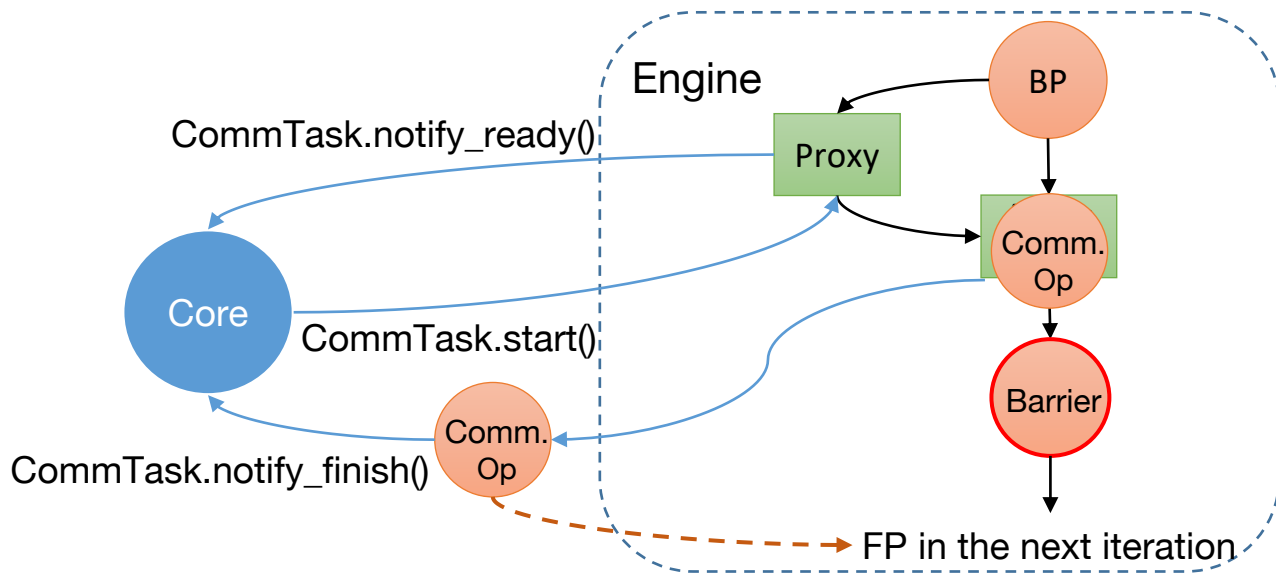 Engine
BP
CommTask.notify_ready()
Proxy
Comm.
Op
Core
CommTask.start()
Barrier
Comm.
Op
CommTask.notify_finish()
FP in the next iteration